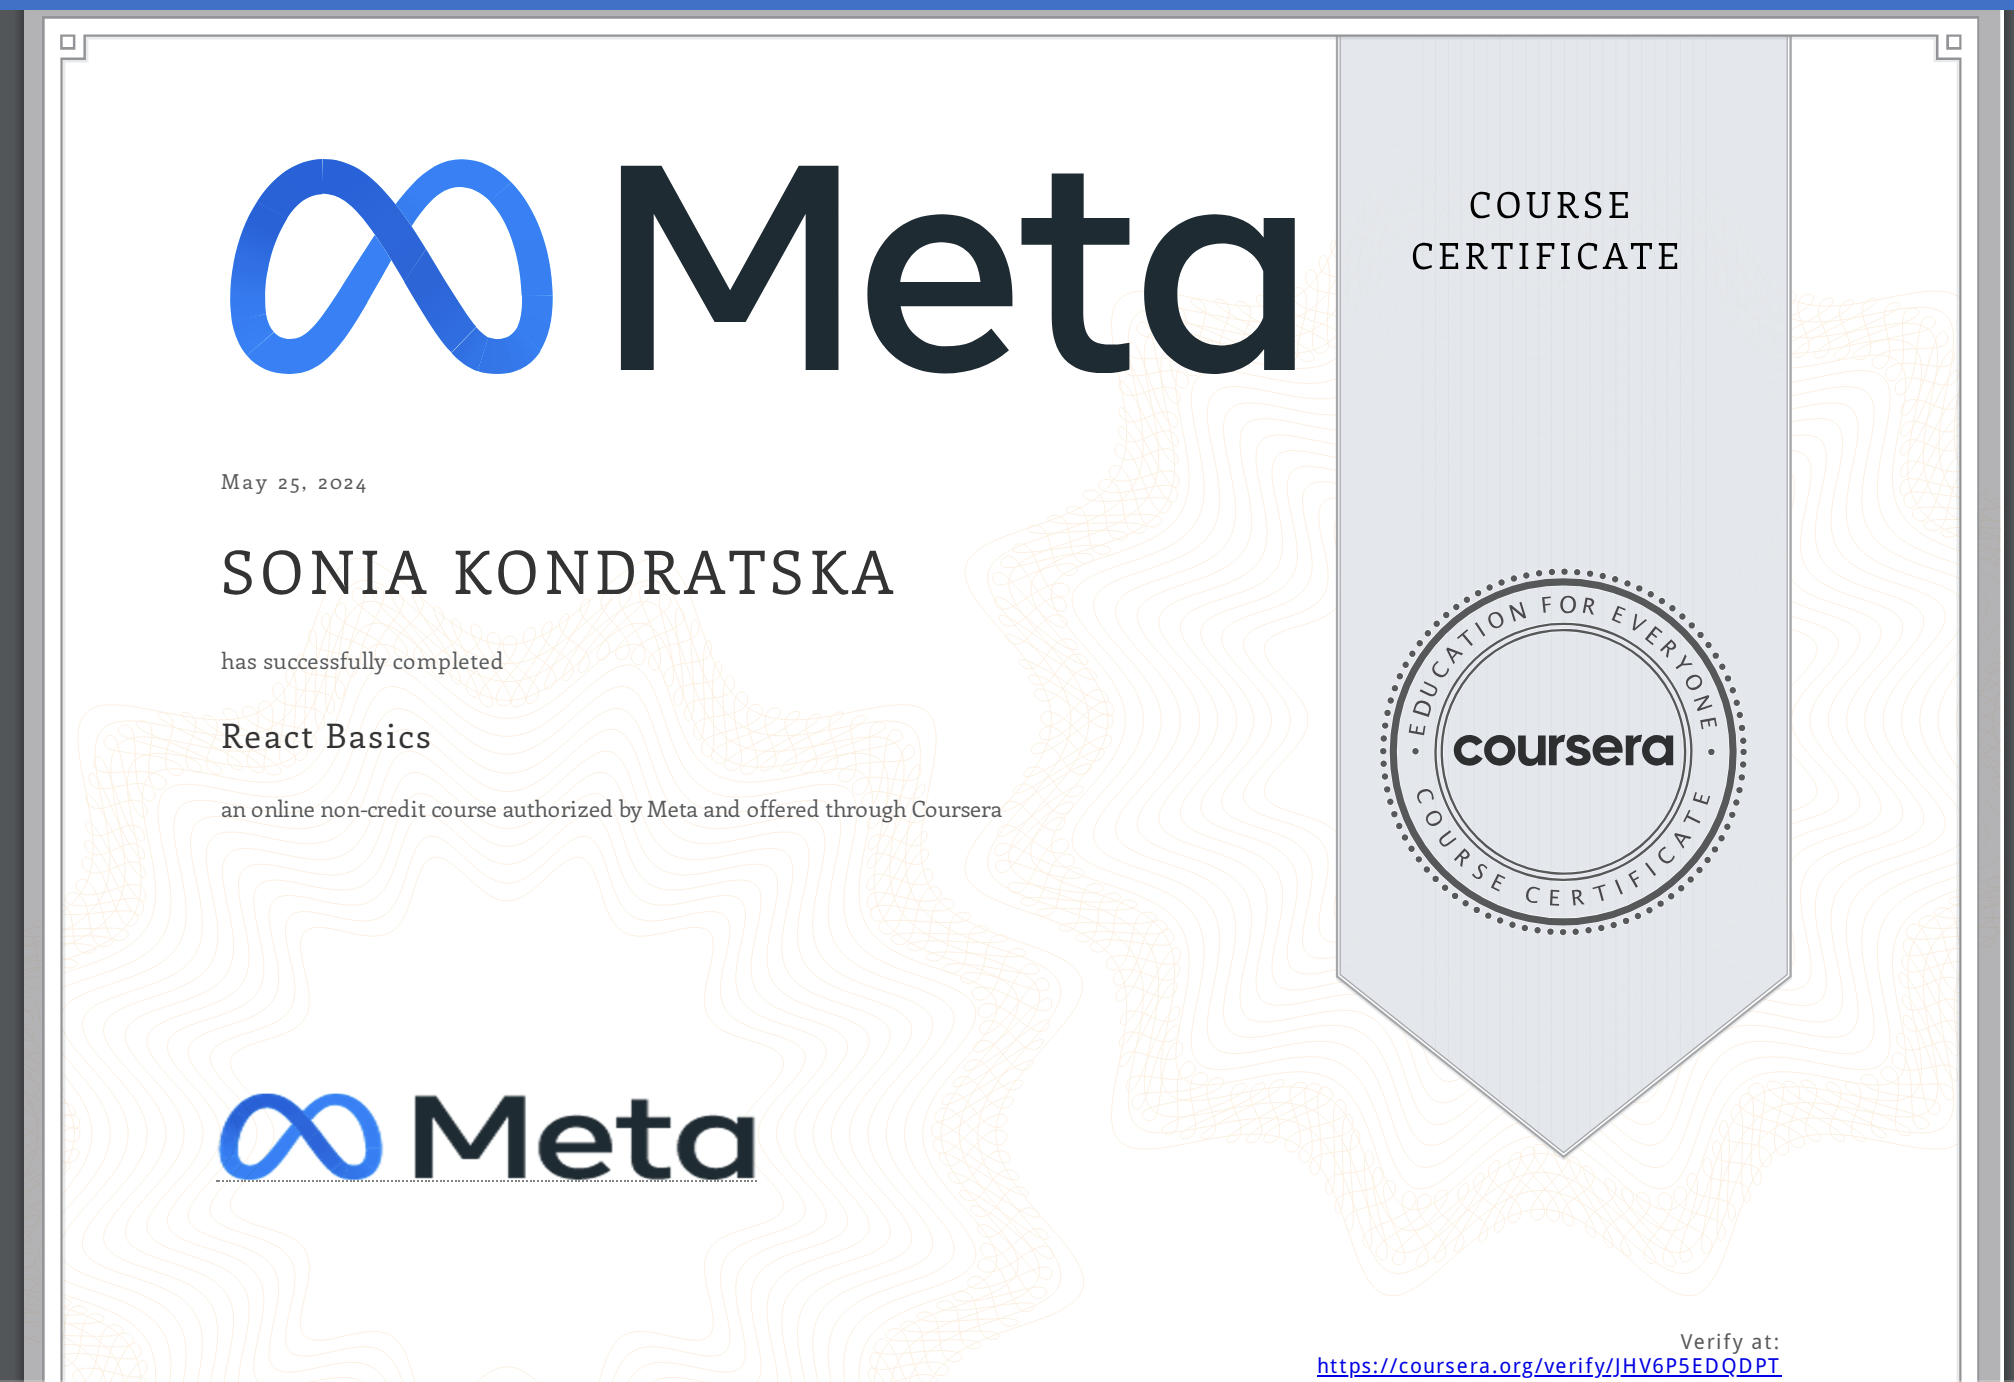 Meta
COURSE
CERTIFICATE
May 25, 2024
SONIA KONDRATSKA
has successfully completed
React Basics
an online non-credit course authorized by Meta and offered through Coursera
EDUCATION FOR EVERYONE
coursera
COURSE CERTIFICATE
Meta
Verify at:
https://coursera.org/verify/JHV6P5EDQDPT